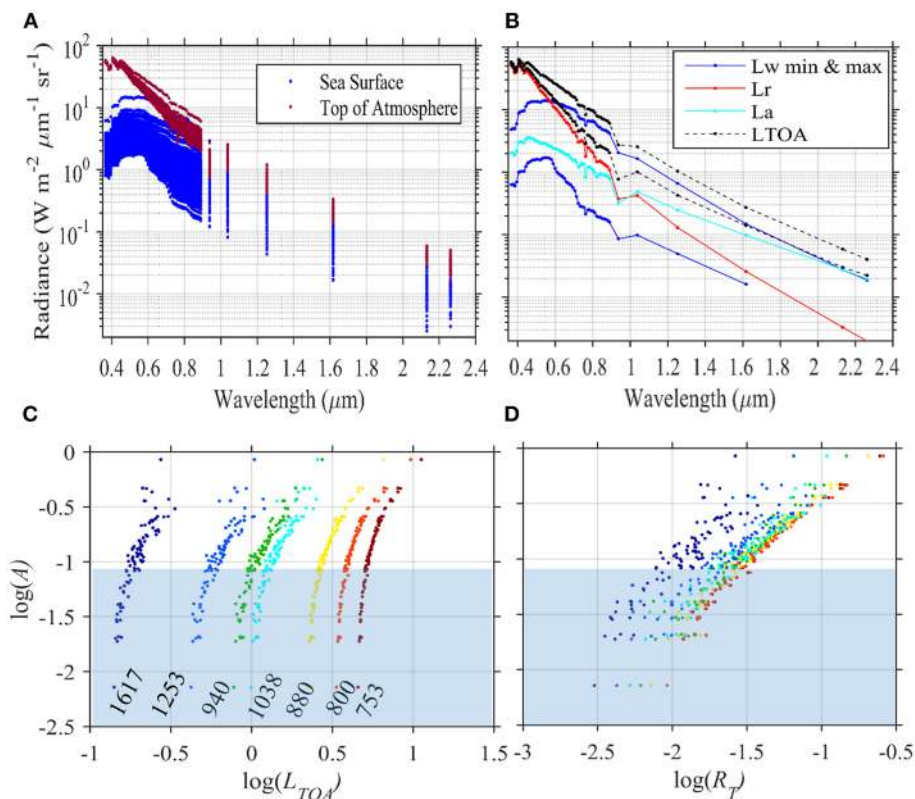 A
B
10^2
10^1
10^0
10^-1
10^-2
Radiance (W m^-2 μm^-1 sr^-1)
Sea Surface
Top of Atmosphere
0.4 0.6 0.8 1 1.2 1.4 1.6 1.8 2 2.2 2.4
Wavelength (μm)
Lw min & max
Lr
La
LTOA
0.4 0.6 0.8 1 1.2 1.4 1.6 1.8 2 2.2 2.4
Wavelength (μm)
C
D
-0
-0.5
-1
-1.5
-2
-2.5
log(A)
1617 1253 940 1038 880 800 753
-1 -0.5 0 0.5 1 1.5
log(L_TOA)
-3 -2.5 -2 -1.5 -1 -0.5
log(R_T)